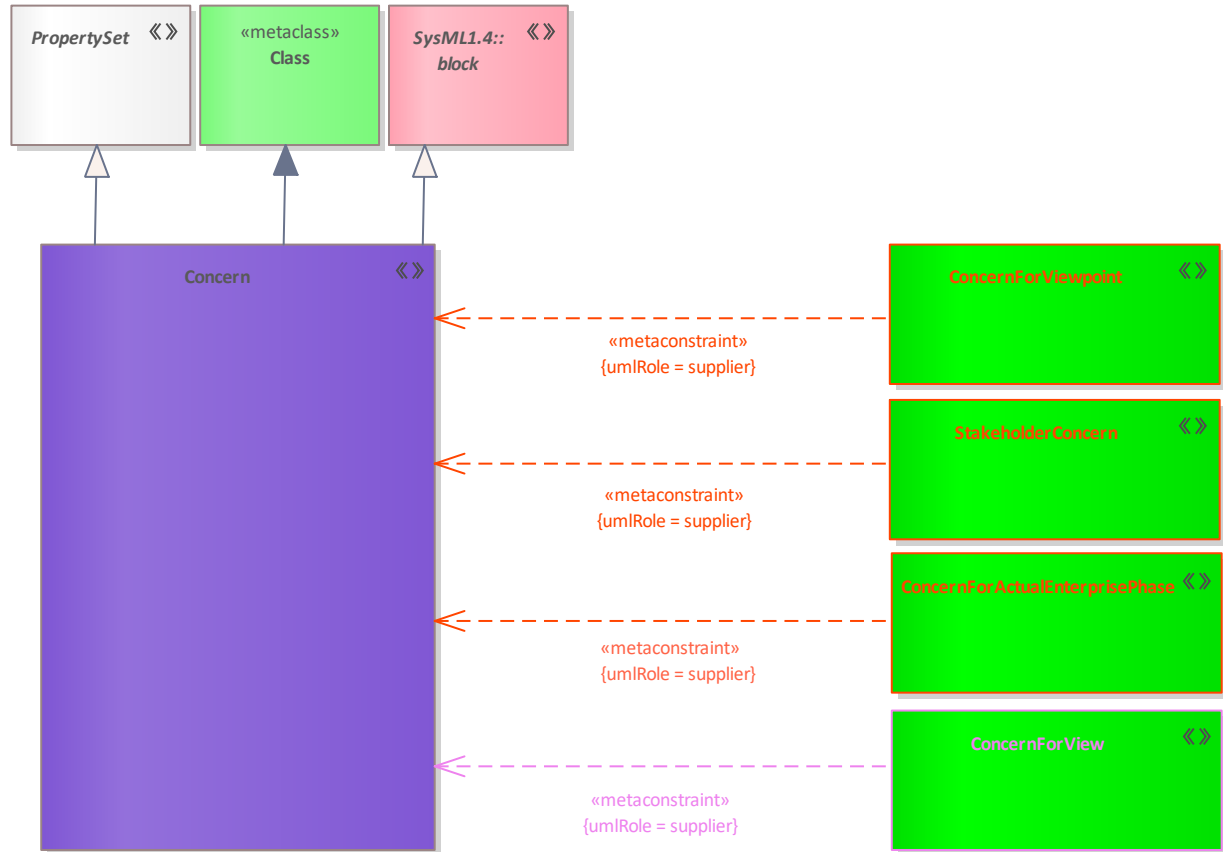 PropertySet 《》
«metaclass»
Class
SysML1.4:: 《》
block
Concern 《》
ConcernForViewpoint 《》
«metaconstraint»
{umlRole = supplier}
StakeholderConcern 《》
«metaconstraint»
{umlRole = supplier}
ConcernForActualEnterprisePhase 《》
«metaconstraint»
{umlRole = supplier}
ConcernForView 《》
«metaconstraint»
{umlRole = supplier}